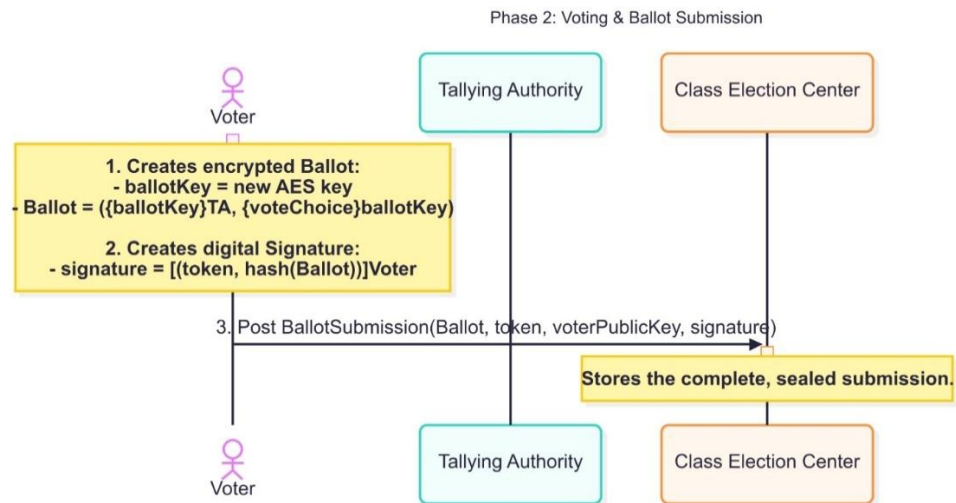 Phase 2: Voting & Ballot Submission
Voter
Tallying Authority
Class Election Center
1. Creates encrypted Ballot:
- ballotKey = new AES key
- Ballot = ({ballotKey}TA, {voteChoice}ballotKey)
2. Creates digital Signature:
- signature = [(token, hash(Ballot))]Voter
3. Post BallotSubmission(Ballot, token, voterPublicKey, signature)
Stores the complete, sealed submission.
Voter
Tallying Authority
Class Election Center